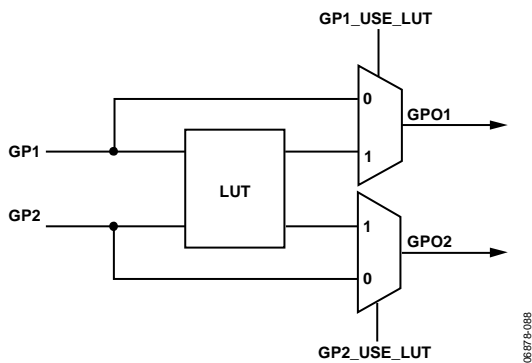 GP1_USE_LUT
0
GPO1
GP1
1
LUT
GP2
1
GPO2
0
GP2_USE_LUT
06878-088